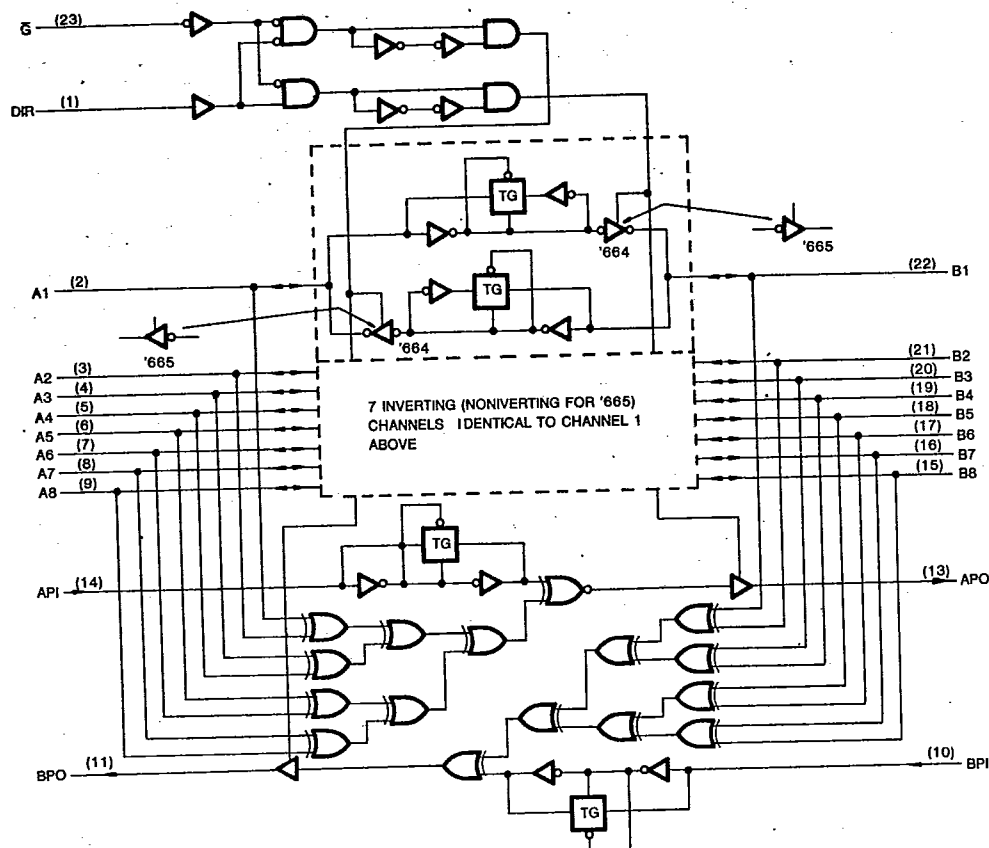 G̅ (23)
DIR (1)
TG
'664
'665
A1 (2)
(22) B1
TG
'665
'664
A2 (3)
A3 (4)
A4 (5)
A5 (6)
A6 (7)
A7 (8)
A8 (9)
7 INVERTING (NONIVERTING FOR '665)
CHANNELS IDENTICAL TO CHANNEL 1
ABOVE
(21) B2
(20) B3
(19) B4
(18) B5
(17) B6
(16) B7
(15) B8
TG
API (14)
(13) APO
BPO (11)
(10) BPI
TG